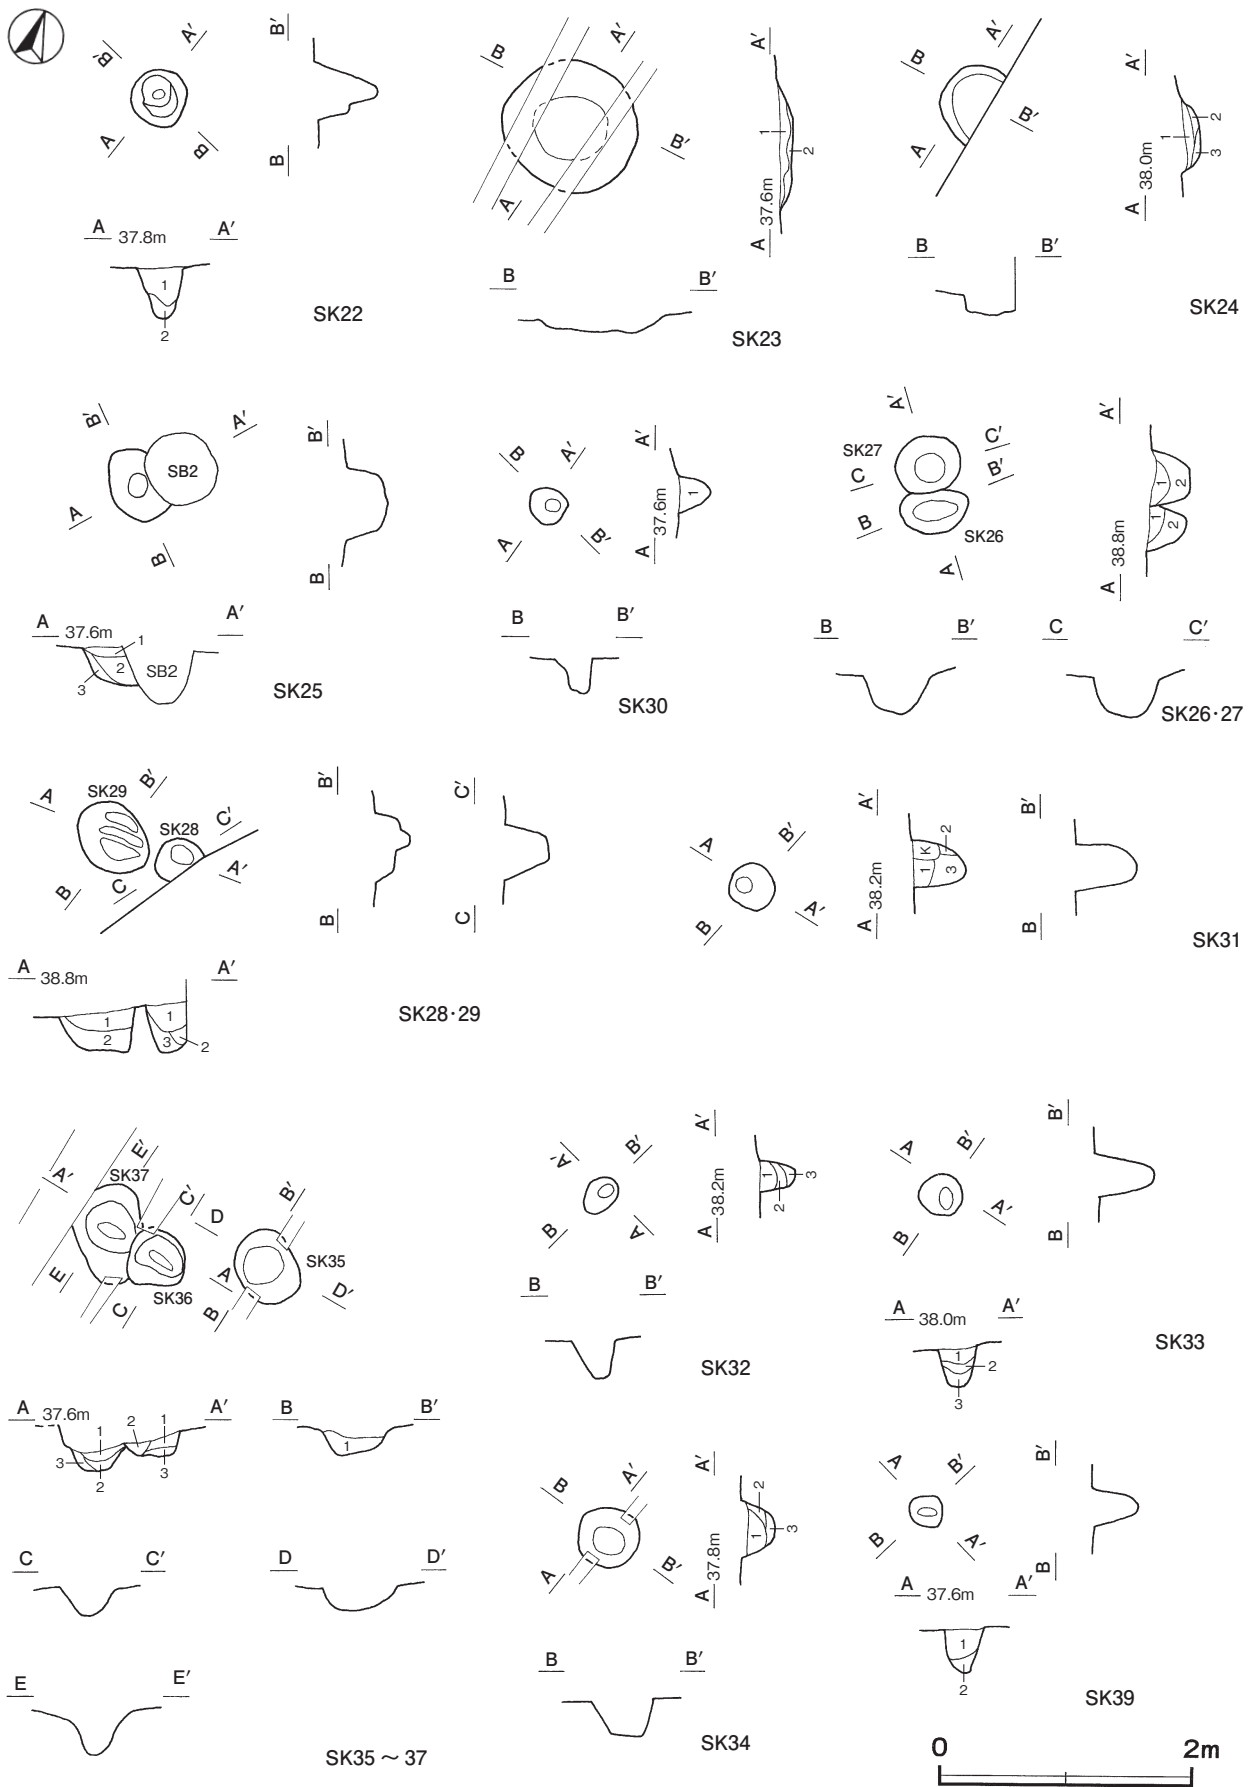 B'
A'
A
B
B'
B
A 37.8m A'
1
2
SK22
B
A'
A
B'
A'
1
2
A 37.6m
B B'
SK23
A'
B
B'
A
A'
1
2
3
A 38.0m
B B'
SK24
B'
A'
SB2
A
B
B'
B
A 37.6m A'
1
2
3
SB2
SK25
B
A'
A
B'
A'
1
A 37.6m
B B'
SK30
A'
SK27
C'
C
B'
B
SK26
A
A'
1
2
1
2
A 38.8m
B B'
C C'
SK26・27
A
SK29
B'
SK28
C'
A'
B
C
B'
B
C'
C
A 38.8m A'
1
2
1
3
2
SK28・29
A
B'
B
A'
A'
K
2
1
3
A 38.2m
B'
B
SK31
A'
SK37
E'
C'
D
B'
SK35
E
C
SK36
A
B
D'
A 37.6m A'
1
2
1
3
2
3
B B'
1
C C'
D D'
E E'
SK35～37
A'
B'
B
A
A'
1
2
3
A 38.2m
B B'
SK32
A
B'
A'
B
B'
B
A 38.0m A'
1
2
3
SK33
B
A'
A
B'
A'
2
1
3
A 37.8m
B B'
SK34
A
B'
B
A'
B'
B
A 37.6m A'
1
2
SK39
0 2m